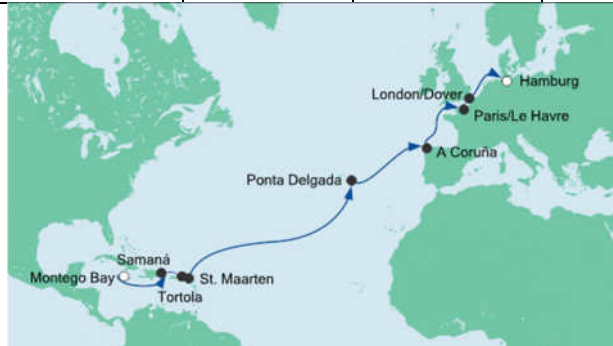 Hamburg
London/Dover
Paris/Le Havre
A Coruña
Ponta Delgada
Samaná
Montego Bay
St. Maarten
Tortola